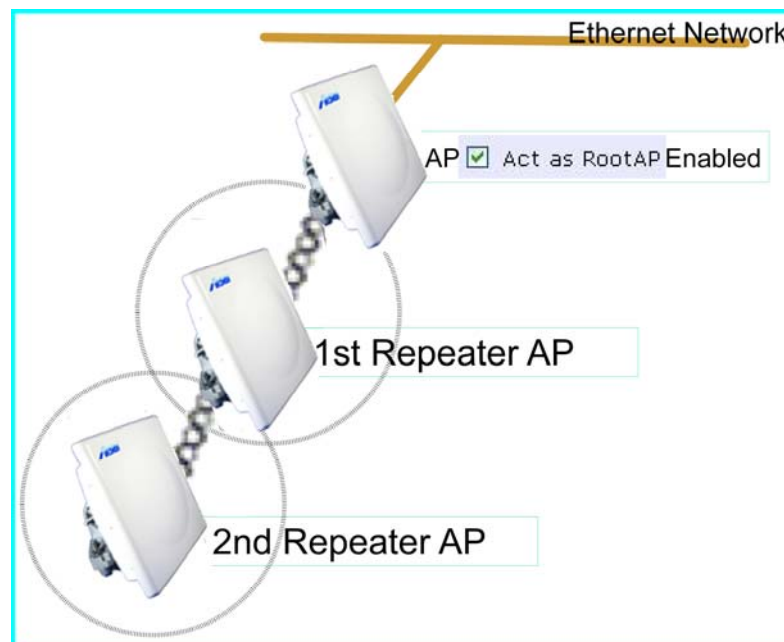 Ethernet Network
AP Act as RootAP Enabled
1st Repeater AP
2nd Repeater AP